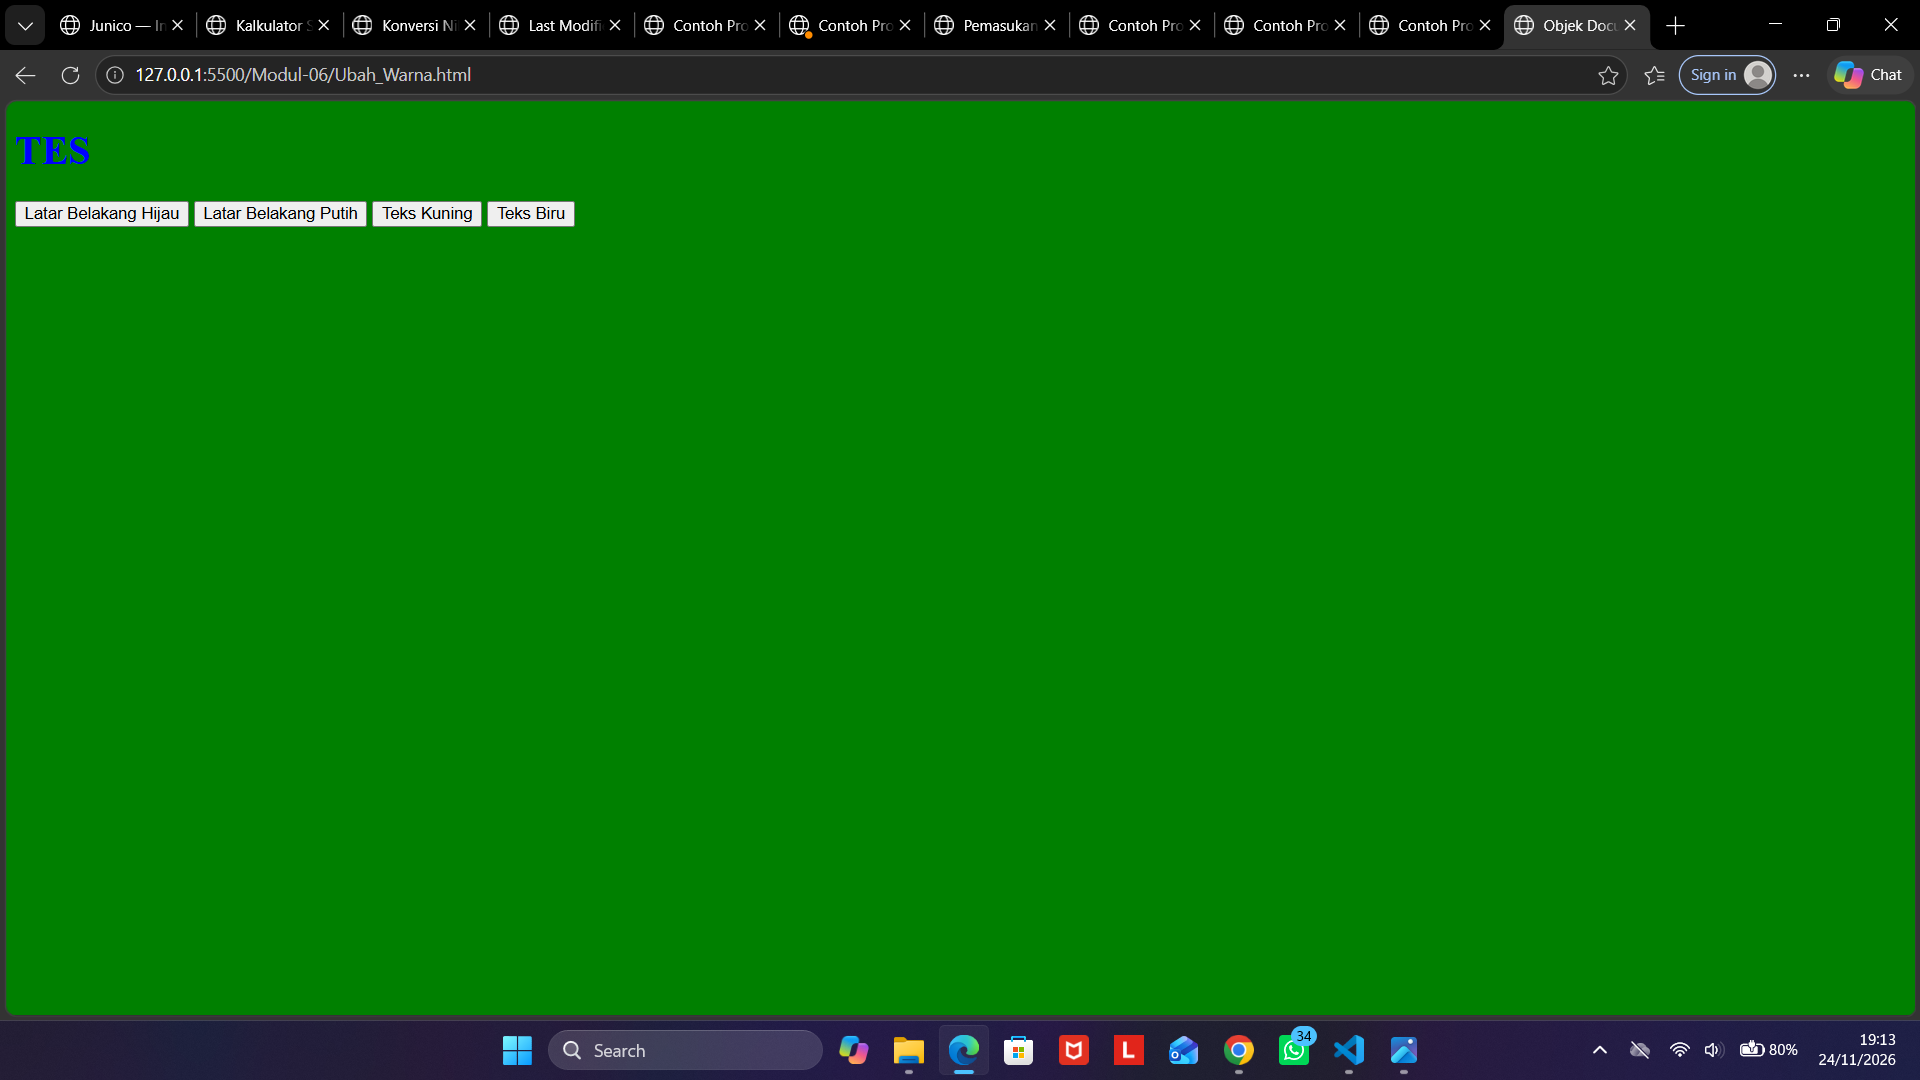 Junico — In
Kalkulator S
Konversi Nil
Last Modifi
Contoh Pro
Contoh Pro
Pemasukan
Contoh Pro
Contoh Pro
Contoh Pro
Objek Docu
127.0.0.1:5500/Modul-06/Ubah_Warna.html
Sign in
Chat
TES
Latar Belakang Hijau Latar Belakang Putih Teks Kuning Teks Biru
Search
L
34
80%
19:13
24/11/2026